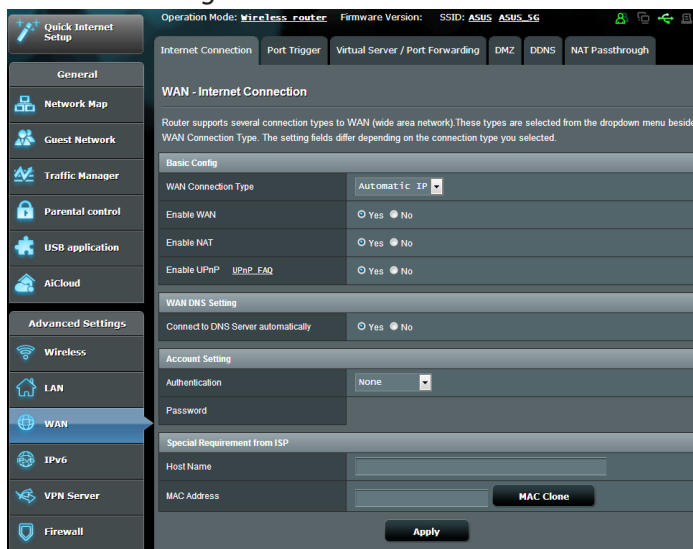 Operation Mode: Wireless router Firmware Version: SSID: ASUS ASUS_5G
Quick Internet Setup
Internet Connection Port Trigger Virtual Server / Port Forwarding DMZ DDNS NAT Passthrough
General
Network Map
Guest Network
Traffic Manager
Parental control
USB application
AiCloud
Advanced Settings
Wireless
LAN
WAN
IPv6
VPN Server
Firewall
WAN - Internet Connection
Router supports several connection types to WAN (wide area network).These types are selected from the dropdown menu beside
WAN Connection Type. The setting fields differ depending on the connection type you selected.
Basic Config
WAN Connection Type Automatic IP
Enable WAN Yes No
Enable NAT Yes No
Enable UPnP UPnP FAQ Yes No
WAN DNS Setting
Connect to DNS Server automatically Yes No
Account Setting
Authentication None
Password
Special Requirement from ISP
Host Name
MAC Address MAC Clone
Apply